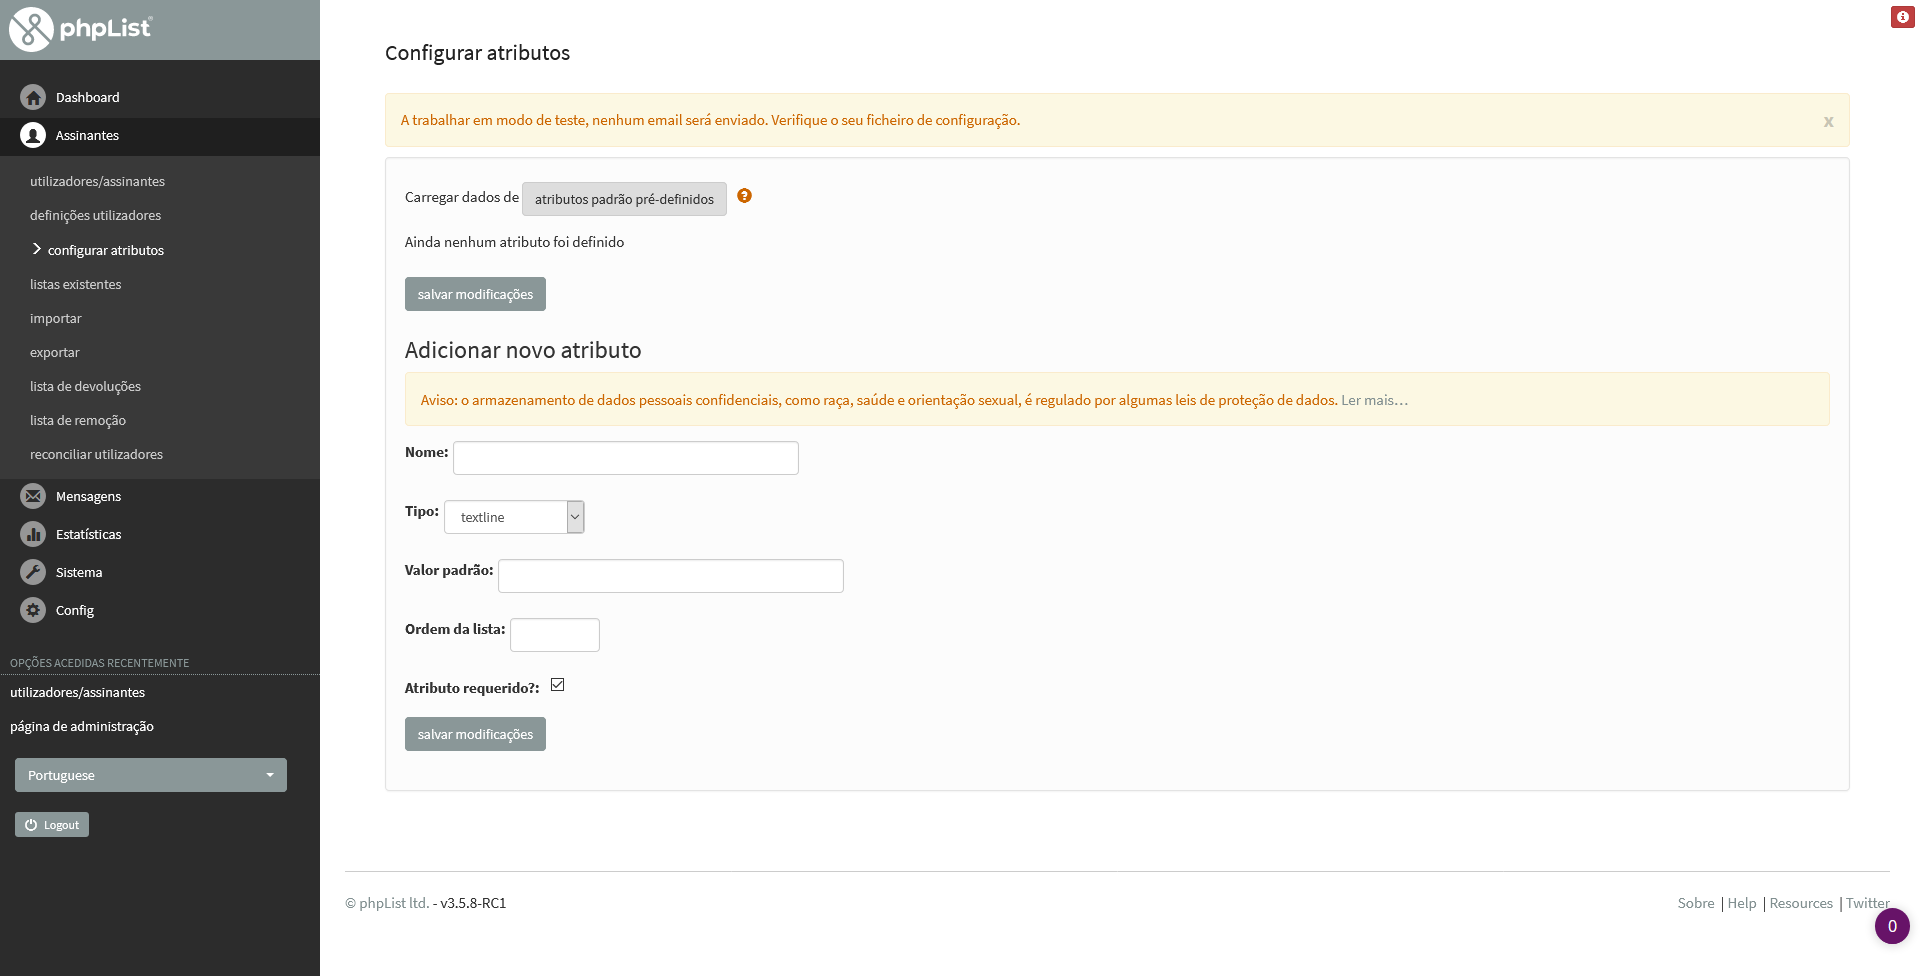 phpList
Dashboard
Assinantes
utilizadores/assinantes
definições utilizadores
configurar atributos
listas existentes
importar
exportar
lista de devoluções
lista de remoção
reconciliar utilizadores
Mensagens
Estatísticas
Sistema
Config
OPÇÕES ACEDIDAS RECENTEMENTE
utilizadores/assinantes
página de administração
Portuguese
Logout
Configurar atributos
A trabalhar em modo de teste, nenhum email será enviado. Verifique o seu ficheiro de configuração.
x
Carregar dados de atributos padrão pré-definidos ?
Ainda nenhum atributo foi definido
salvar modificações
Adicionar novo atributo
Aviso: o armazenamento de dados pessoais confidenciais, como raça, saúde e orientação sexual, é regulado por algumas leis de proteção de dados. Ler mais…
Nome:
Tipo: textline
Valor padrão:
Ordem da lista:
Atributo requerido?:
salvar modificações
© phpList ltd. - v3.5.8-RC1
Sobre | Help | Resources | Twitter
0